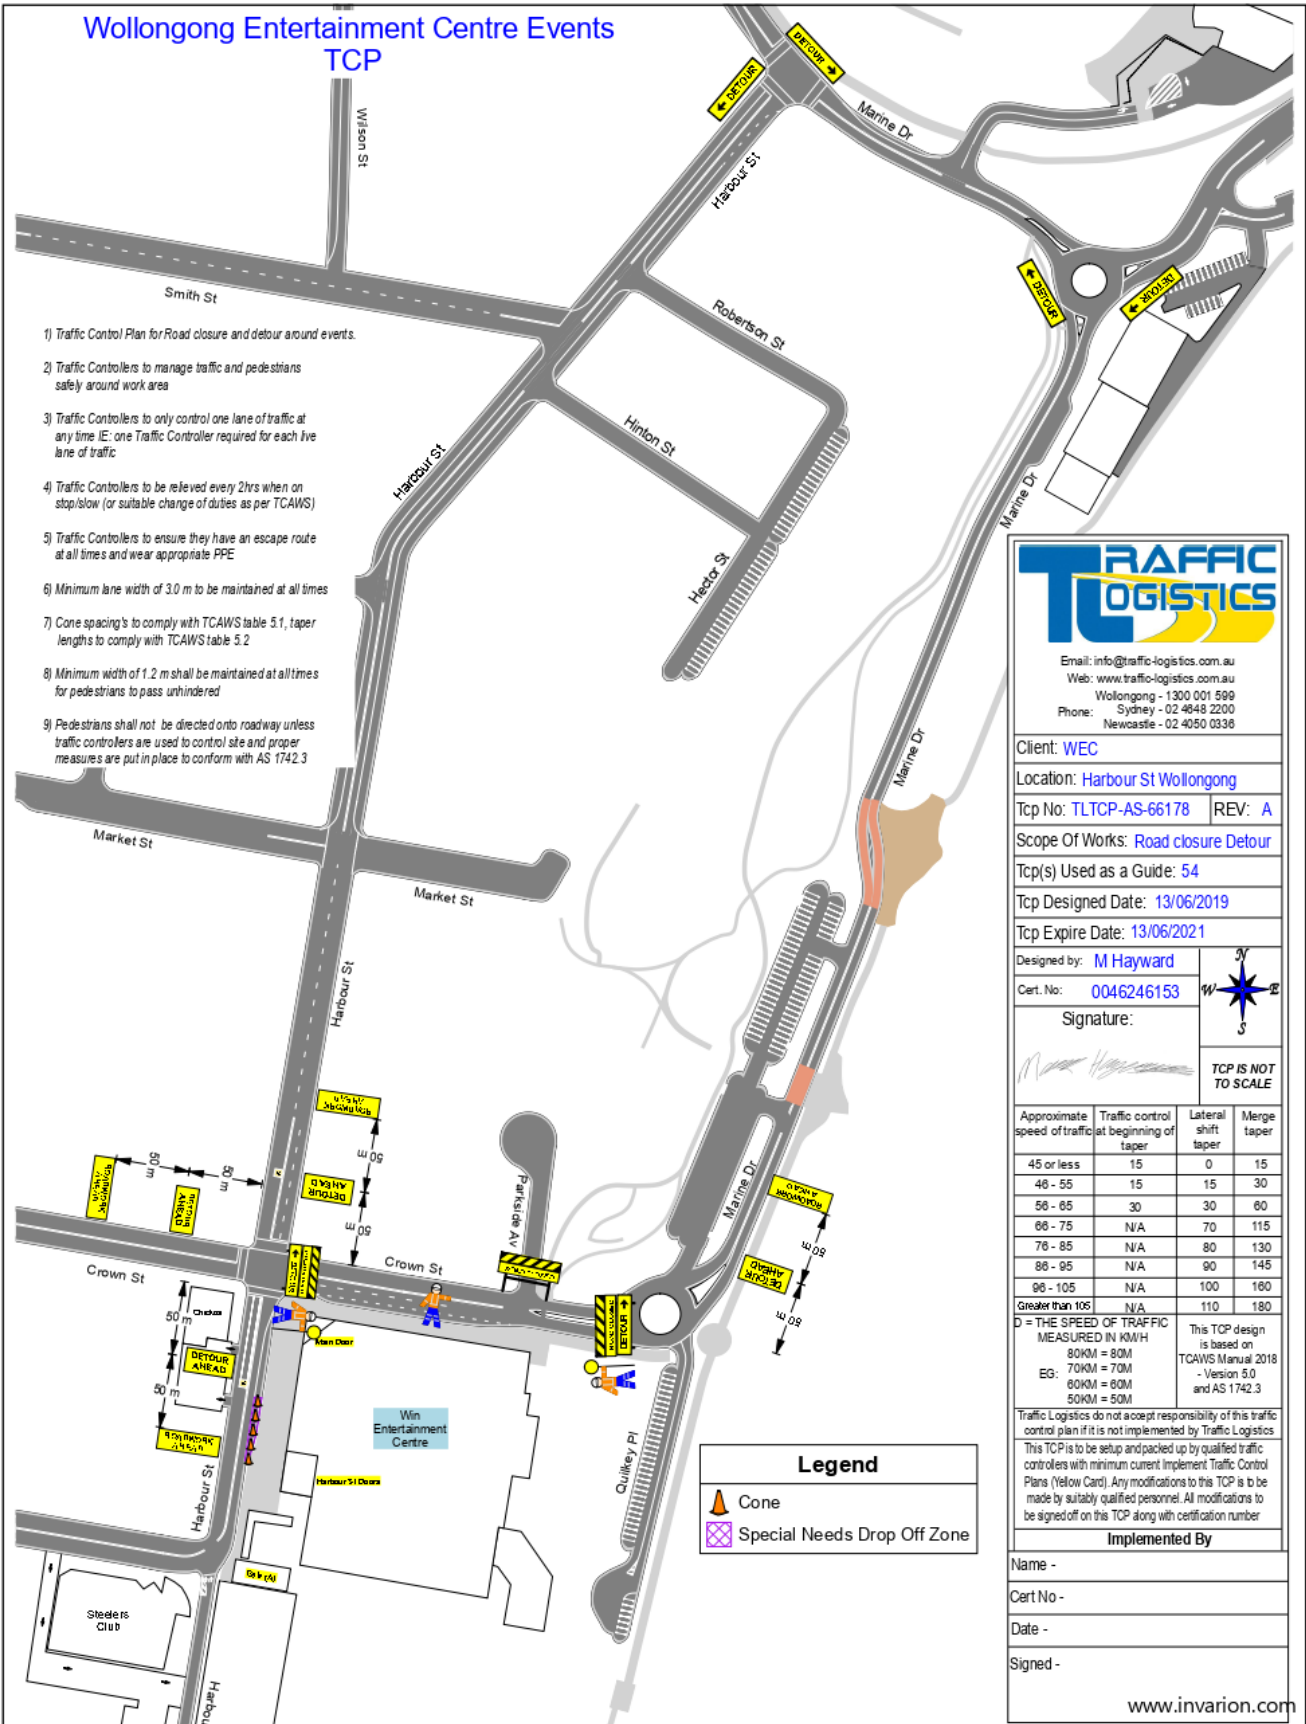 Wollongong Entertainment Centre Events
TCP
DETOUR
DETOUR
Marine Dr
Wilson St
Harbour St
Smith St
DETOUR
DETOUR
Robertson St
1) Traffic Control Plan for Road closure and detour around events.
2) Traffic Controllers to manage traffic and pedestrians
safely around work area
3) Traffic Controllers to only control one lane of traffic at
any time IE: one Traffic Controller required for each live
lane of traffic
4) Traffic Controllers to be relieved every 2hrs when on
stop/slow (or suitable change of duties as per TCAWS)
5) Traffic Controllers to ensure they have an escape route
at all times and wear appropriate PPE
6) Minimum lane width of 3.0 m to be maintained at all times
7) Cone spacing's to comply with TCAWS table 5.1, taper
lengths to comply with TCAWS table 5.2
8) Minimum width of 1.2 m shall be maintained at all times
for pedestrians to pass unhindered
9) Pedestrians shall not be directed onto roadway unless
traffic controllers are used to control site and proper
measures are put in place to conform with AS 1742.3
Hinton St
Harbour St
Marine Dr
Hector St
Marine Dr
Market St
Market St
Harbour St
50 m
50 m
50 m
50 m
DETOUR
AHEAD
DETOUR
AHEAD
Parkside Av
Marine Dr
ROADWORK
AHEAD
50 m
DETOUR
AHEAD
50 m
Crown St
Crown St
DETOUR
DETOUR
50 m
Chicko's
Main Door
DETOUR
AHEAD
50 m
ROADWORK
AHEAD
Win
Entertainment
Centre
Harbour St Doors
Harbour St
Quilkey Pl
Steelers
Club
Legend
Cone
Special Needs Drop Off Zone
TRAFFIC
LOGISTICS
Email: info@traffic-logistics.com.au
Web: www.traffic-logistics.com.au
Wollongong - 1300 001 599
Phone: Sydney - 02 4648 2200
Newcastle - 02 4050 0336
Client: WEC
Location: Harbour St Wollongong
Tcp No: TLTCP-AS-66178 REV: A
Scope Of Works: Road closure Detour
Tcp(s) Used as a Guide: 54
Tcp Designed Date: 13/06/2019
Tcp Expire Date: 13/06/2021
Designed by: M Hayward
Cert. No: 0046246153
N
W E
S
Signature:
TCP IS NOT
TO SCALE
Approximate speed of traffic Traffic control at beginning of taper Lateral shift taper Merge taper
45 or less 15 0 15
46 - 55 15 15 30
56 - 65 30 30 60
66 - 75 N/A 70 115
76 - 85 N/A 80 130
86 - 95 N/A 90 145
96 - 105 N/A 100 160
Greater than 105 N/A 110 180
D = THE SPEED OF TRAFFIC
MEASURED IN KM/H
80KM = 80M
EG: 70KM = 70M
60KM = 60M
50KM = 50M
This TCP design
is based on
TCAWS Manual 2018
- Version 5.0
and AS 1742.3
Traffic Logistics do not accept responsibility of this traffic
control plan if it is not implemented by Traffic Logistics
This TCP is to be setup and packed up by qualified traffic
controllers with minimum current Implement Traffic Control
Plans (Yellow Card). Any modifications to this TCP is to be
made by suitably qualified personnel. All modifications to
be signed off on this TCP along with certification number
Implemented By
Name -
Cert No -
Date -
Signed -
www.invarion.com